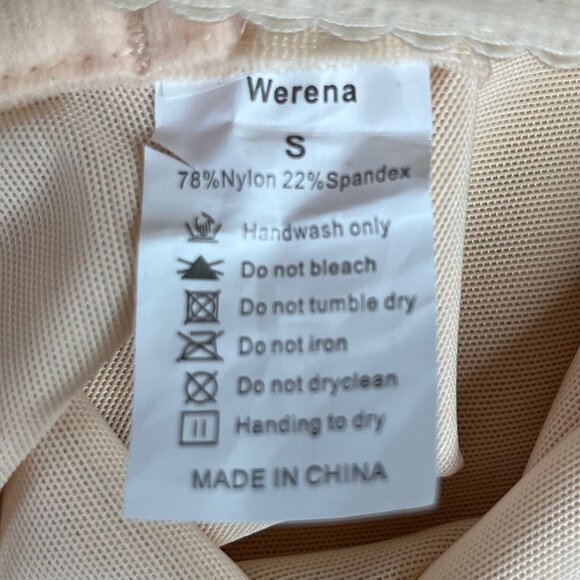 Werena
S
78%Nylon 22%Spandex
Handwash only
Do not bleach
Do not tumble dry
Do not iron
Do not dryclean
Handing to dry
MADE IN CHINA